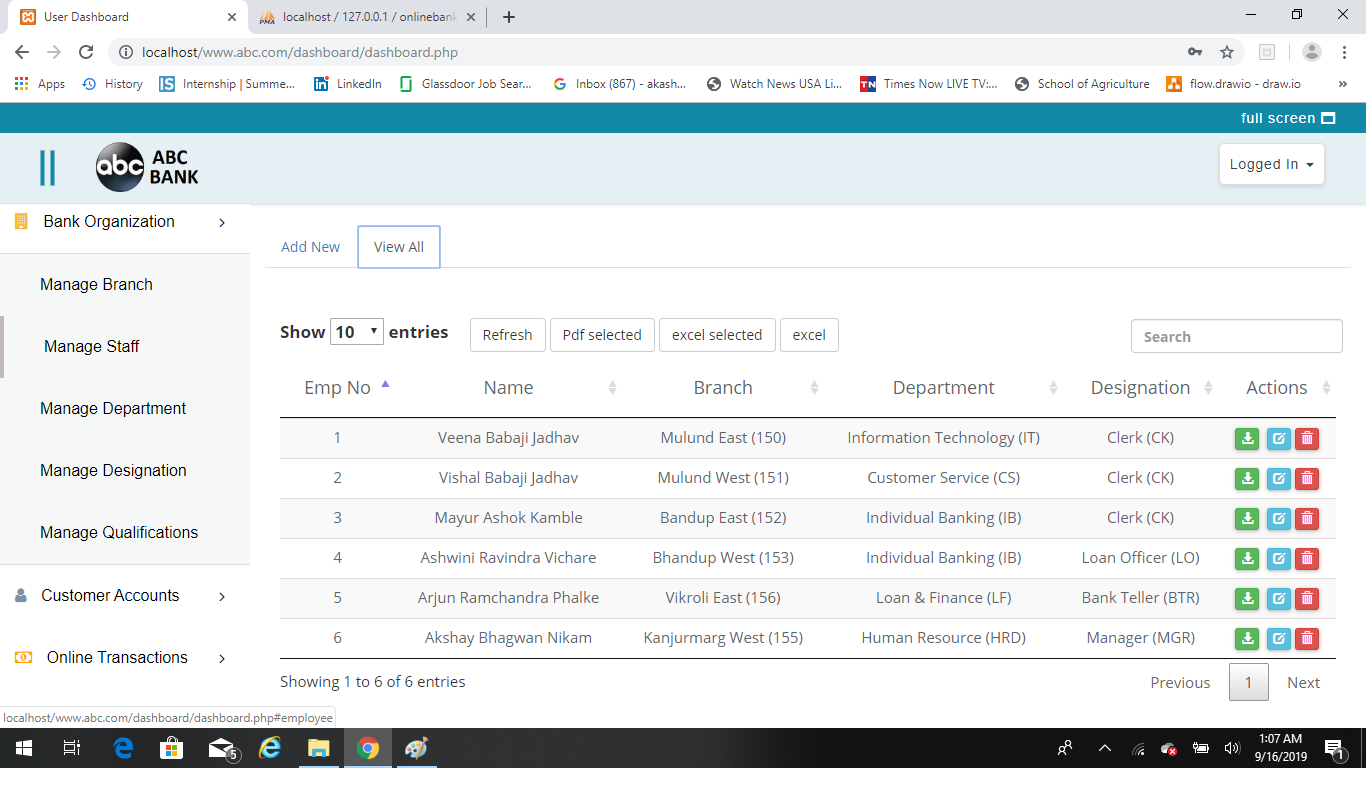 User Dashboard
localhost / 127.0.0.1 / onlinebank
localhost/www.abc.com/dashboard/dashboard.php
Apps History Internship | Summe... LinkedIn Glassdoor Job Sear... Inbox (867) - akash... Watch News USA Li... Times Now LIVE TV:... School of Agriculture flow.drawio - draw.io »
full screen
abc ABC BANK
Logged In
Bank Organization
Manage Branch
Manage Staff
Manage Department
Manage Designation
Manage Qualifications
Customer Accounts
Online Transactions
Add New View All
Show 10 entries Refresh Pdf selected excel selected excel Search
Emp No Name Branch Department Designation Actions
1 Veena Babaji Jadhav Mulund East (150) Information Technology (IT) Clerk (CK)
2 Vishal Babaji Jadhav Mulund West (151) Customer Service (CS) Clerk (CK)
3 Mayur Ashok Kamble Bandup East (152) Individual Banking (IB) Clerk (CK)
4 Ashwini Ravindra Vichare Bhandup West (153) Individual Banking (IB) Loan Officer (LO)
5 Arjun Ramchandra Phalke Vikroli East (156) Loan & Finance (LF) Bank Teller (BTR)
6 Akshay Bhagwan Nikam Kanjurmarg West (155) Human Resource (HRD) Manager (MGR)
Showing 1 to 6 of 6 entries Previous 1 Next
localhost/www.abc.com/dashboard/dashboard.php#employee
5
1:07 AM
9/16/2019
1